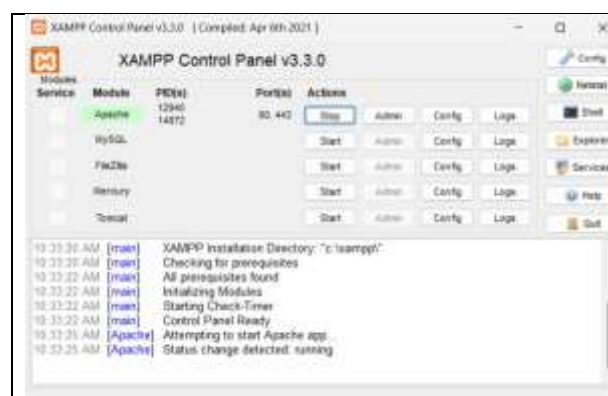 XAMPP Control Panel v3.3.0 [ Compiled: Apr 6th 2021 ]
XAMPP Control Panel v3.3.0
Config
Modules
Service Module PID(s) Port(s) Actions
Netstat
Apache 12940 14872 80, 443 Stop Admin Config Logs
Shell
MySQL Start Admin Config Logs
Explorer
FileZilla Start Admin Config Logs
Services
Mercury Start Admin Config Logs
Help
Tomcat Start Admin Config Logs
Quit
[main] XAMPP Installation Directory: "c:\xampp\"
[main] Checking for prerequisites
[main] All prerequisites found
[main] Initializing Modules
[main] Starting Check-Timer
[main] Control Panel Ready
[Apache] Attempting to start Apache app
[Apache] Status change detected: running